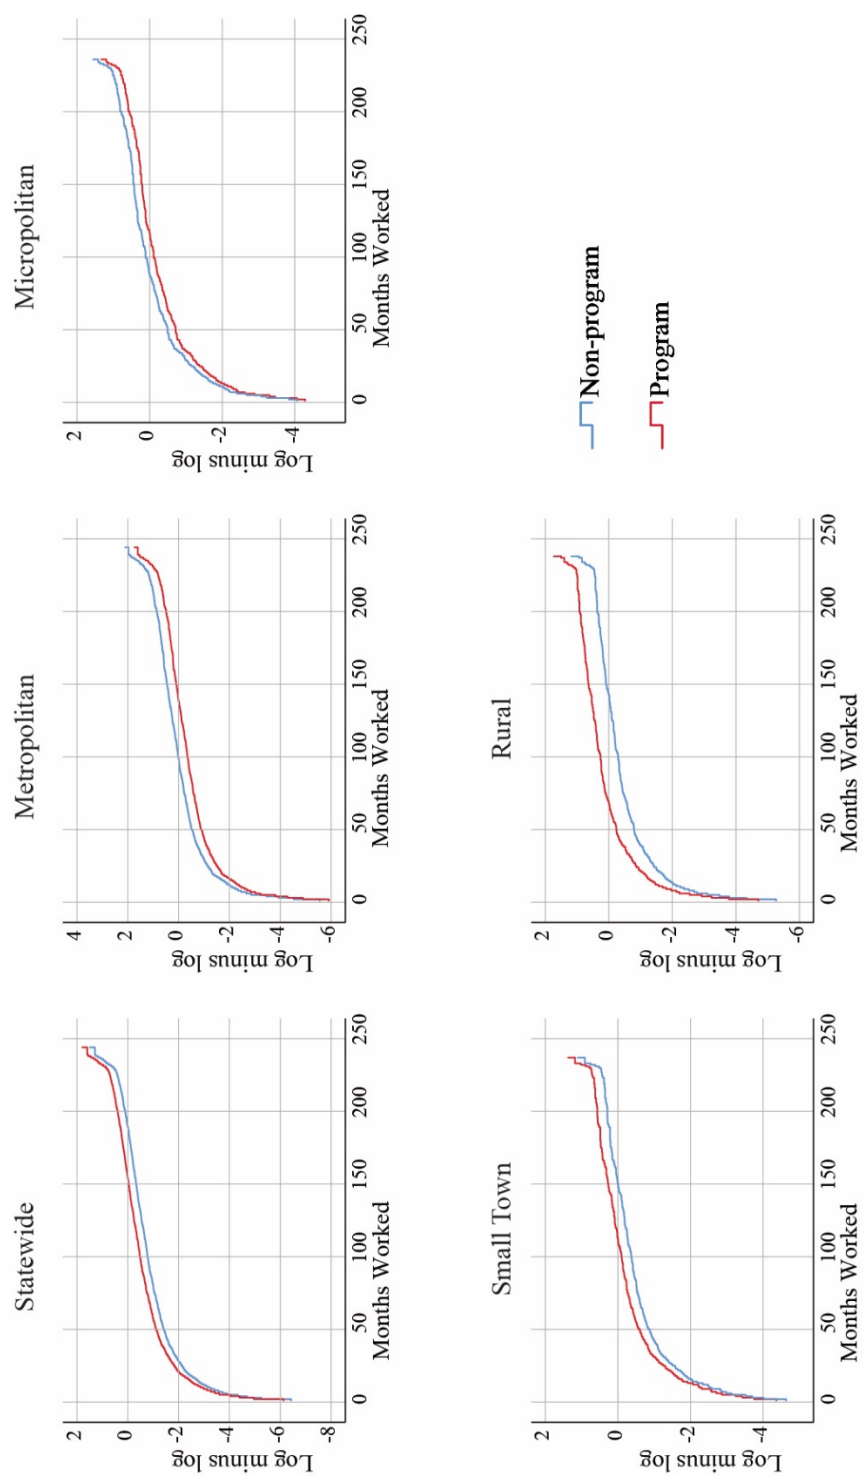 Statewide
Log minus log
2
0
-2
-4
-6
-8
0 50 100 150 200 250
Months Worked
Metropolitan
Log minus log
4
2
0
-2
-4
-6
0 50 100 150 200 250
Months Worked
Micropolitan
Log minus log
2
0
-2
-4
0 50 100 150 200 250
Months Worked
Small Town
Log minus log
2
0
-2
-4
0 50 100 150 200 250
Months Worked
Rural
Log minus log
2
0
-2
-4
-6
0 50 100 150 200 250
Months Worked
Non-program
Program